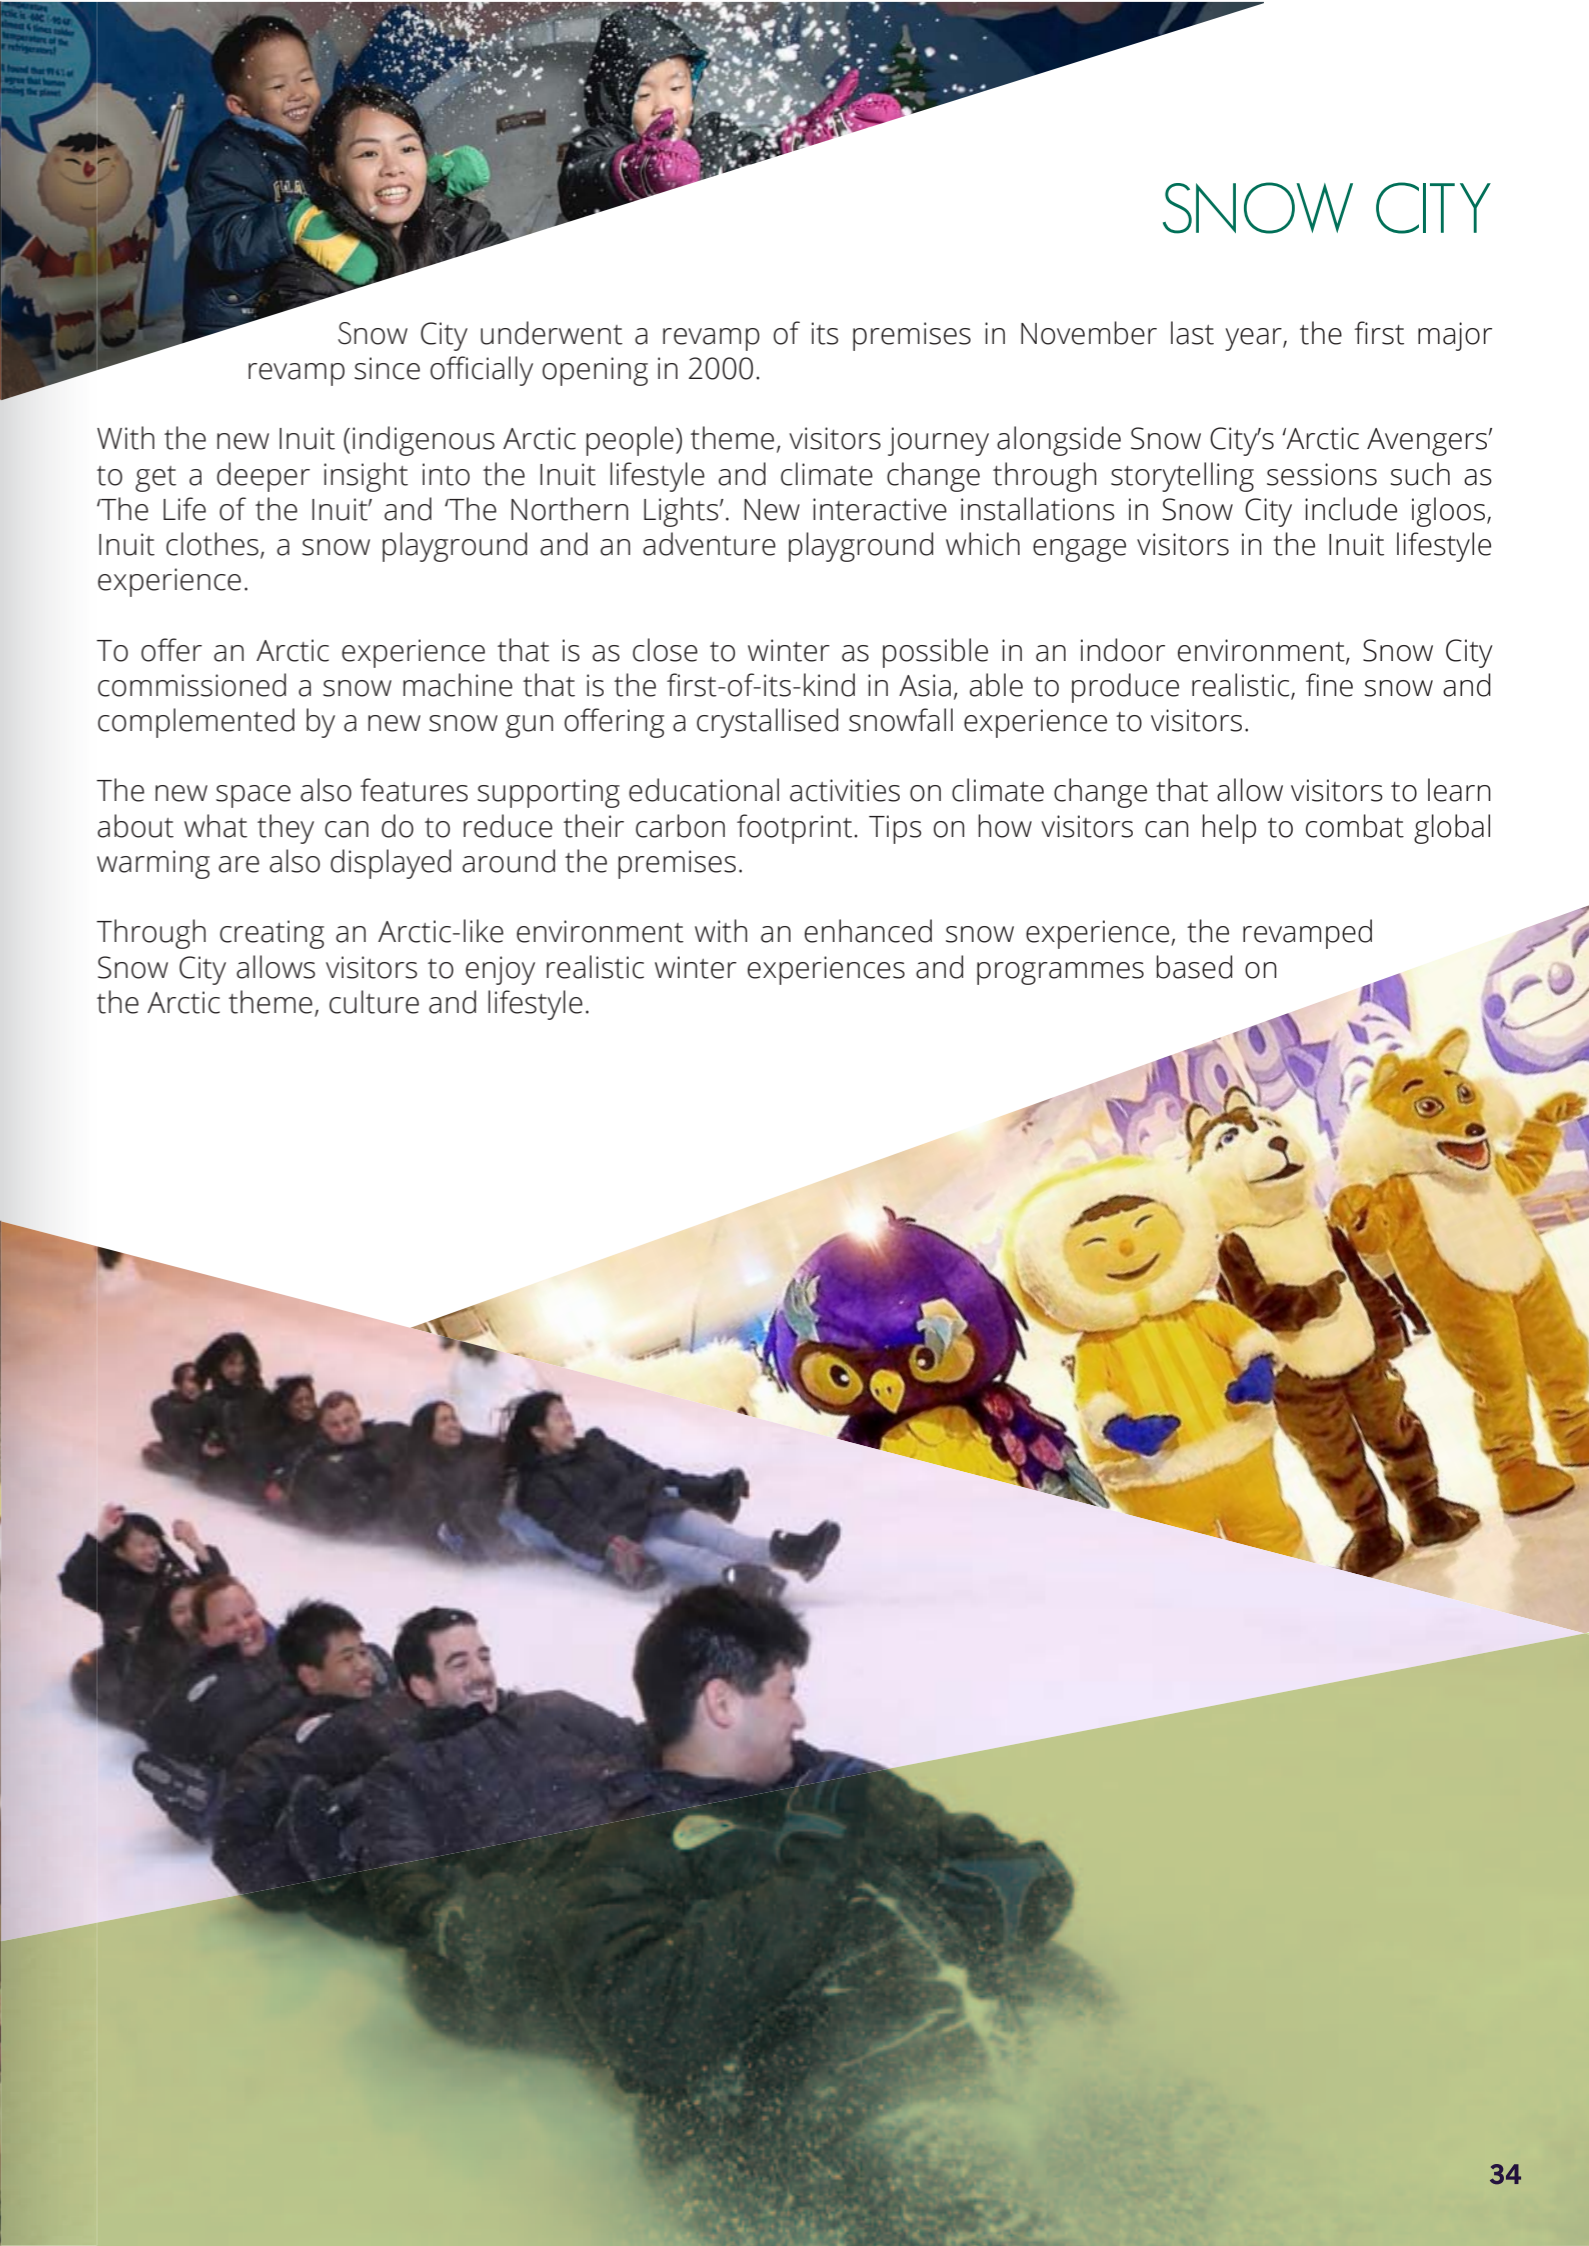 almost 6 times colder
temperature of the
r refrigerators?
agree that human
SNOW CITY
Snow City underwent a revamp of its premises in November last year, the first major
revamp since officially opening in 2000.
With the new Inuit (indigenous Arctic people) theme, visitors journey alongside Snow City’s ‘Arctic Avengers’
to get a deeper insight into the Inuit lifestyle and climate change through storytelling sessions such as
‘The Life of the Inuit’ and ‘The Northern Lights’. New interactive installations in Snow City include igloos,
Inuit clothes, a snow playground and an adventure playground which engage visitors in the Inuit lifestyle
experience.
To offer an Arctic experience that is as close to winter as possible in an indoor environment, Snow City
commissioned a snow machine that is the first-of-its-kind in Asia, able to produce realistic, fine snow and
complemented by a new snow gun offering a crystallised snowfall experience to visitors.
The new space also features supporting educational activities on climate change that allow visitors to learn
about what they can do to reduce their carbon footprint. Tips on how visitors can help to combat global
warming are also displayed around the premises.
Through creating an Arctic-like environment with an enhanced snow experience, the revamped
Snow City allows visitors to enjoy realistic winter experiences and programmes based on
the Arctic theme, culture and lifestyle.
34